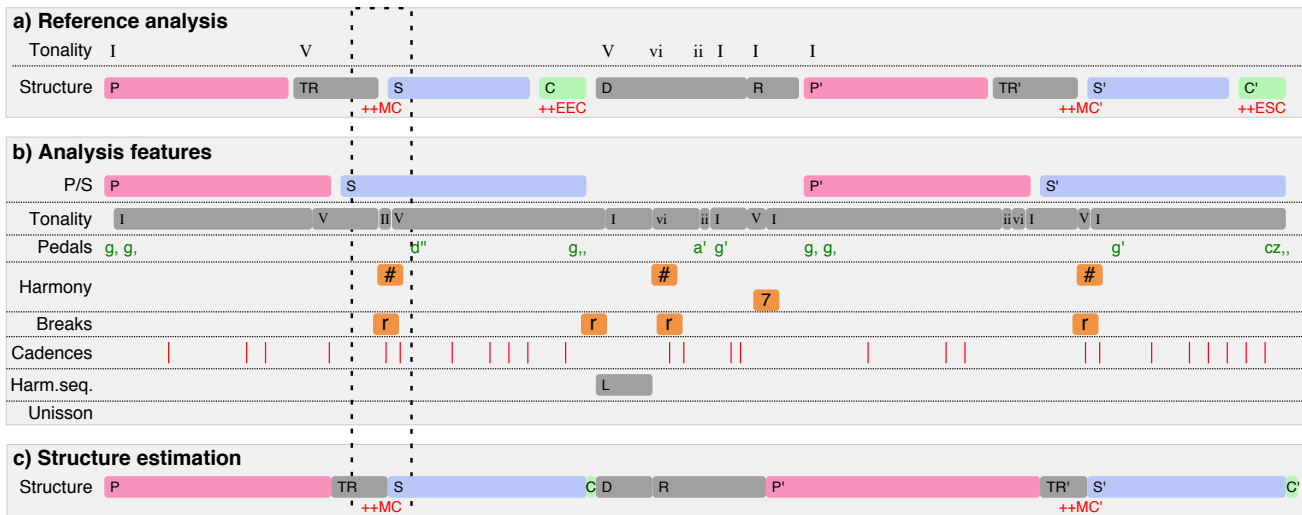 a) Reference analysis
Tonality I V V vi ii I I I
Structure P TR S C D R P' TR' S' C'
++MC ++EEC ++MC' ++ESC
b) Analysis features
P/S P S P' S'
Tonality I V II V I vi ii I V I ii vi I V I
Pedals g, g, d'' g,, a' g' g, g, g' cz,,
# # #
Harmony
7
Breaks r r r r
Cadences
Harm.seq. L
Unisson
c) Structure estimation
Structure P TR S C D R P' TR' S' C'
++MC ++MC'